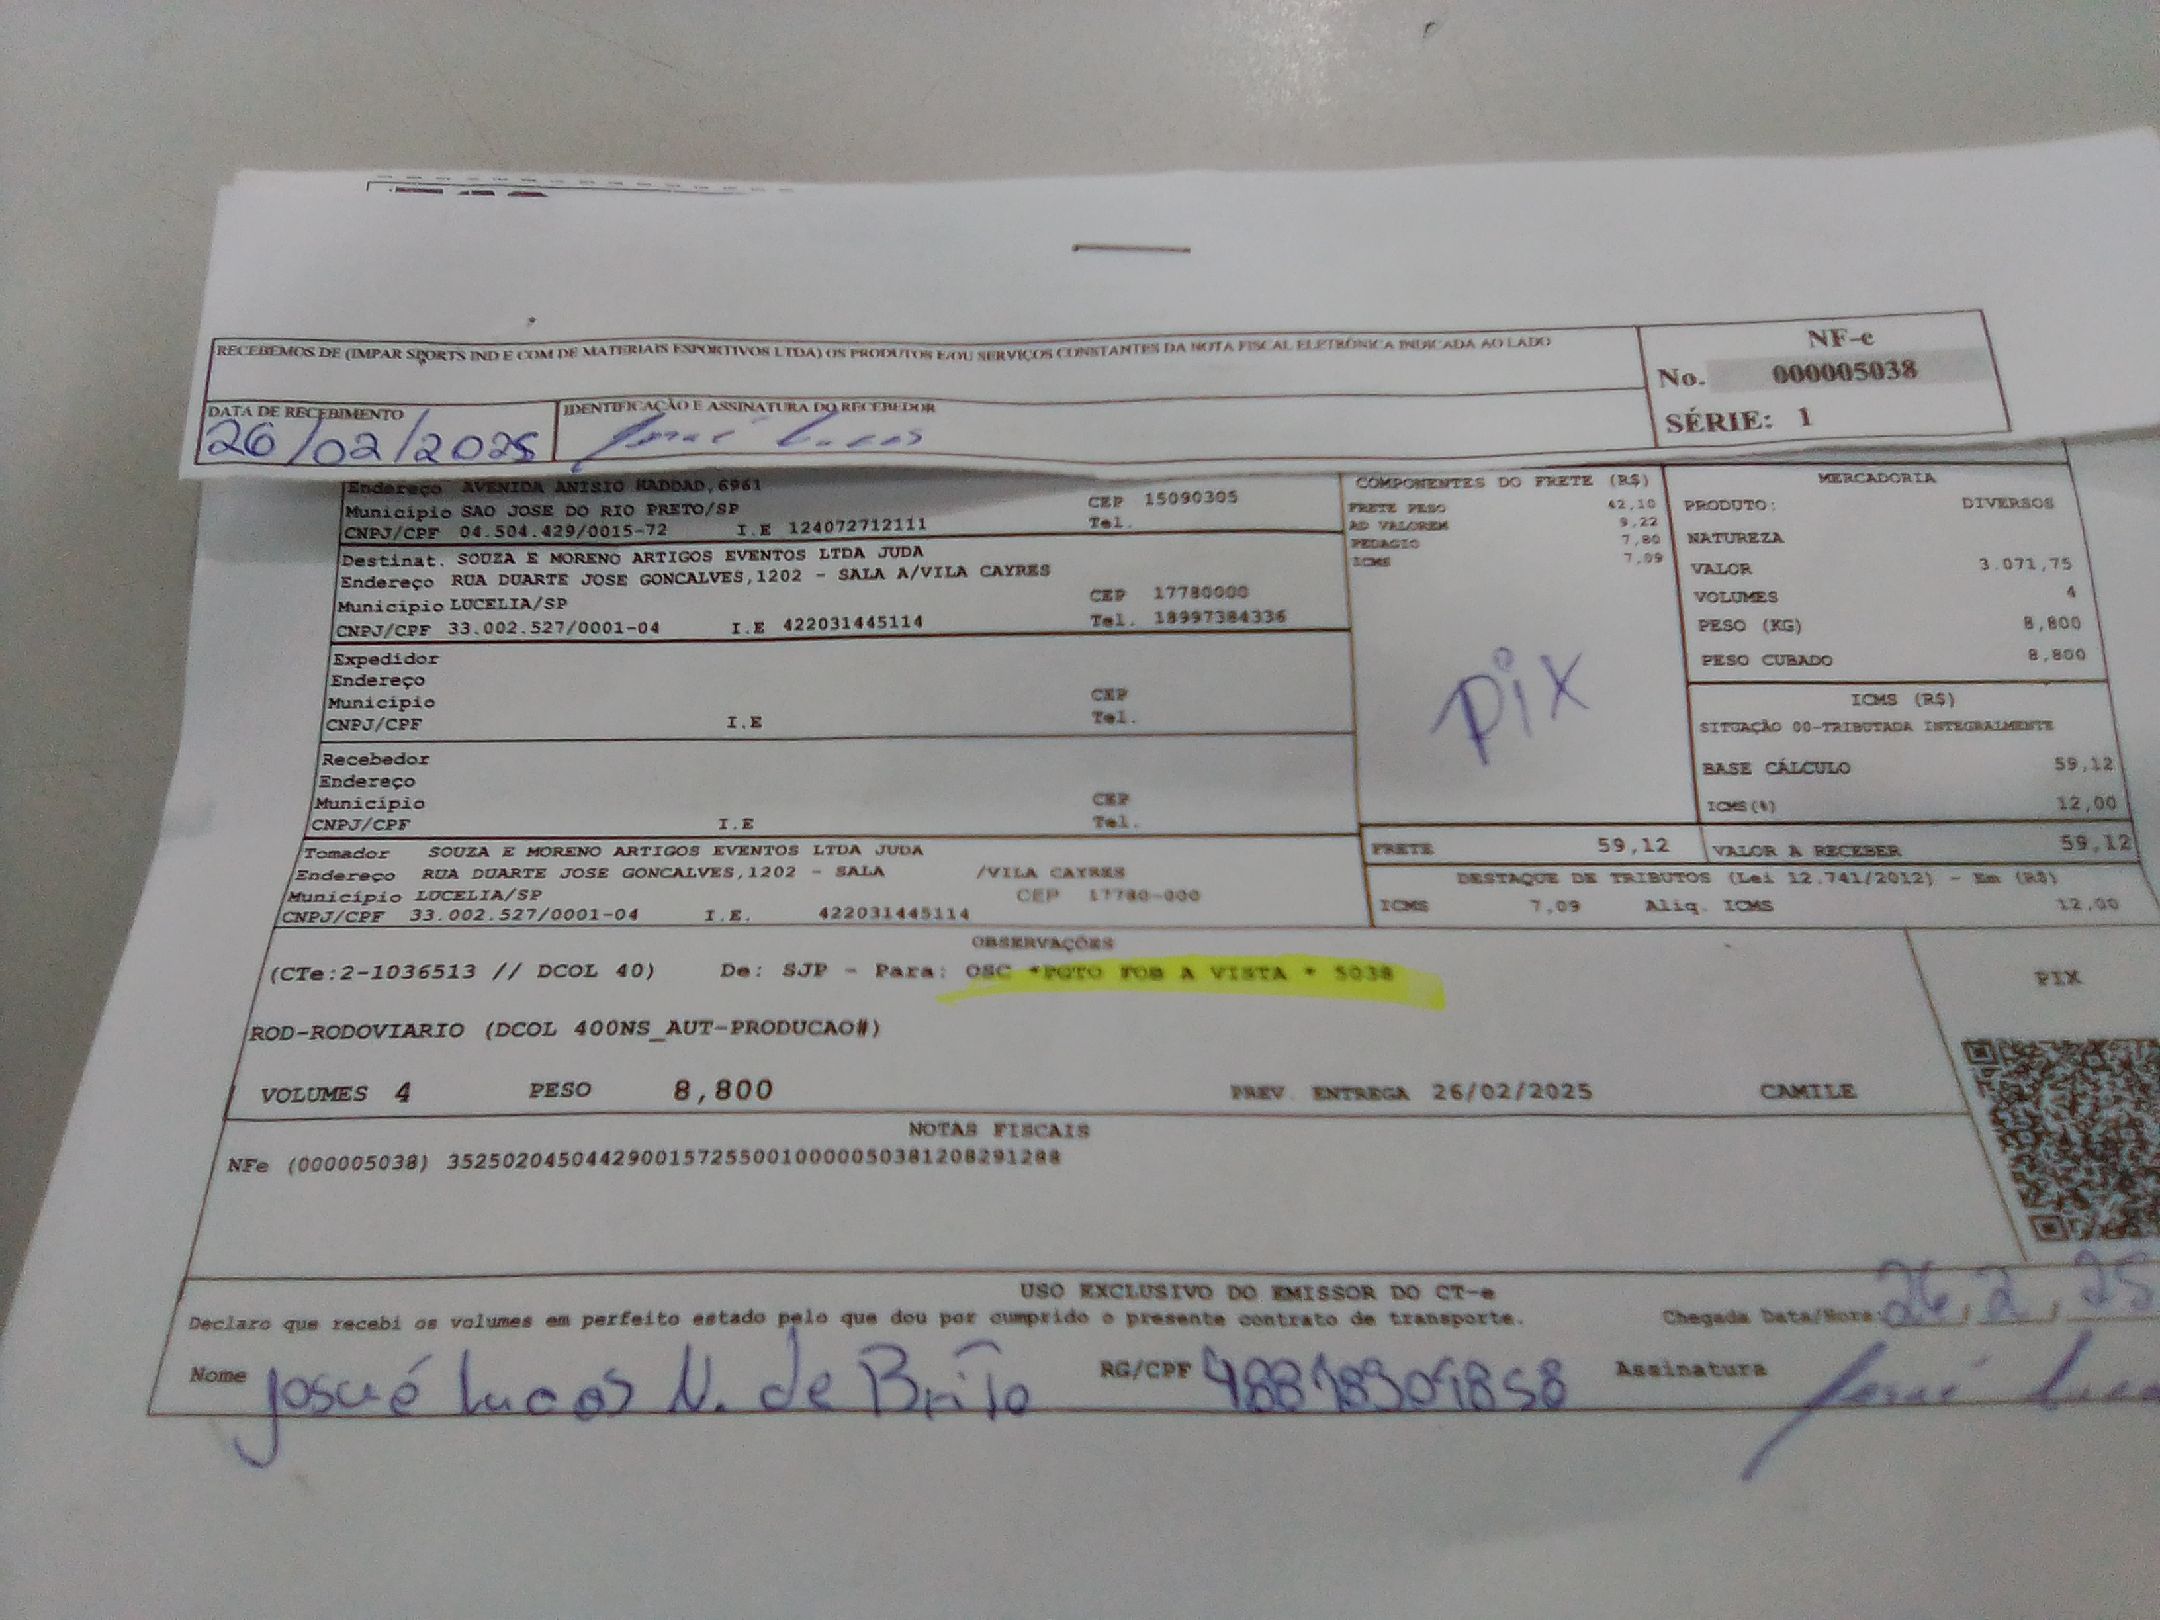 RECEBEMOS DE (IMPAR SPORTS IND E COM DE MATERIAIS ESPORTIVOS LTDA) OS PRODUTOS E/OU SERVIÇOS CONSTANTES DA NOTA FISCAL ELETRÔNICA INDICADA AO LADO
NF-e
No. 000005038
SÉRIE: 1
DATA DE RECEBIMENTO
26/02/2025
IDENTIFICAÇÃO E ASSINATURA DO RECEBEDOR
Endereço AVENIDA ANISIO HADDAD,6961
Município SAO JOSE DO RIO PRETO/SP CEP 15090305
CNPJ/CPF 04.504.429/0015-72 I.E 124072712111 Tel.
Destinat. SOUZA E MORENO ARTIGOS EVENTOS LTDA JUDA
Endereço RUA DUARTE JOSE GONCALVES,1202 - SALA A/VILA CAYRES
Município LUCELIA/SP CEP 17780000
CNPJ/CPF 33.002.527/0001-04 I.E 422031445114 Tel. 18997384336
Expedidor
Endereço
Município CEP
CNPJ/CPF I.E Tel.
Recebedor
Endereço
Município CEP
CNPJ/CPF I.E Tel.
Tomador SOUZA E MORENO ARTIGOS EVENTOS LTDA JUDA
Endereço RUA DUARTE JOSE GONCALVES,1202 - SALA /VILA CAYRES
Município LUCELIA/SP CEP 17780-000
CNPJ/CPF 33.002.527/0001-04 I.E. 422031445114
COMPONENTES DO FRETE (R$)
FRETE PESO 42,10
AD VALOREM 9,22
PEDAGIO 7,80
ICMS 7,09
PIX
MERCADORIA
PRODUTO: DIVERSOS
NATUREZA
VALOR 3.071,75
VOLUMES 4
PESO (KG) 8,800
PESO CUBADO 8,800
ICMS (R$)
SITUAÇÃO 00-TRIBUTADA INTEGRALMENTE
BASE CÁLCULO 59,12
ICMS(%) 12,00
FRETE 59,12 VALOR A RECEBER 59,12
DESTAQUE DE TRIBUTOS (Lei 12.741/2012) - Em (R$)
ICMS 7,09 Aliq. ICMS 12,00
OBSERVAÇÕES
(CTe:2-1036513 // DCOL 40) De: SJP - Para: OSC *PGTO FOB A VISTA * 5038
PIX
ROD-RODOVIARIO (DCOL 400NS_AUT-PRODUCAO#)
VOLUMES 4 PESO 8,800 PREV. ENTREGA 26/02/2025 CAMILE
NOTAS FISCAIS
NFe (000005038) 35250204504429001572550010000050381208291288
USO EXCLUSIVO DO EMISSOR DO CT-e
Declaro que recebi os volumes em perfeito estado pelo que dou por cumprido o presente contrato de transporte. Chegada Data/Hora: 26, 2, 25
Nome Josué Lucas N. de Brito RG/CPF Assinatura